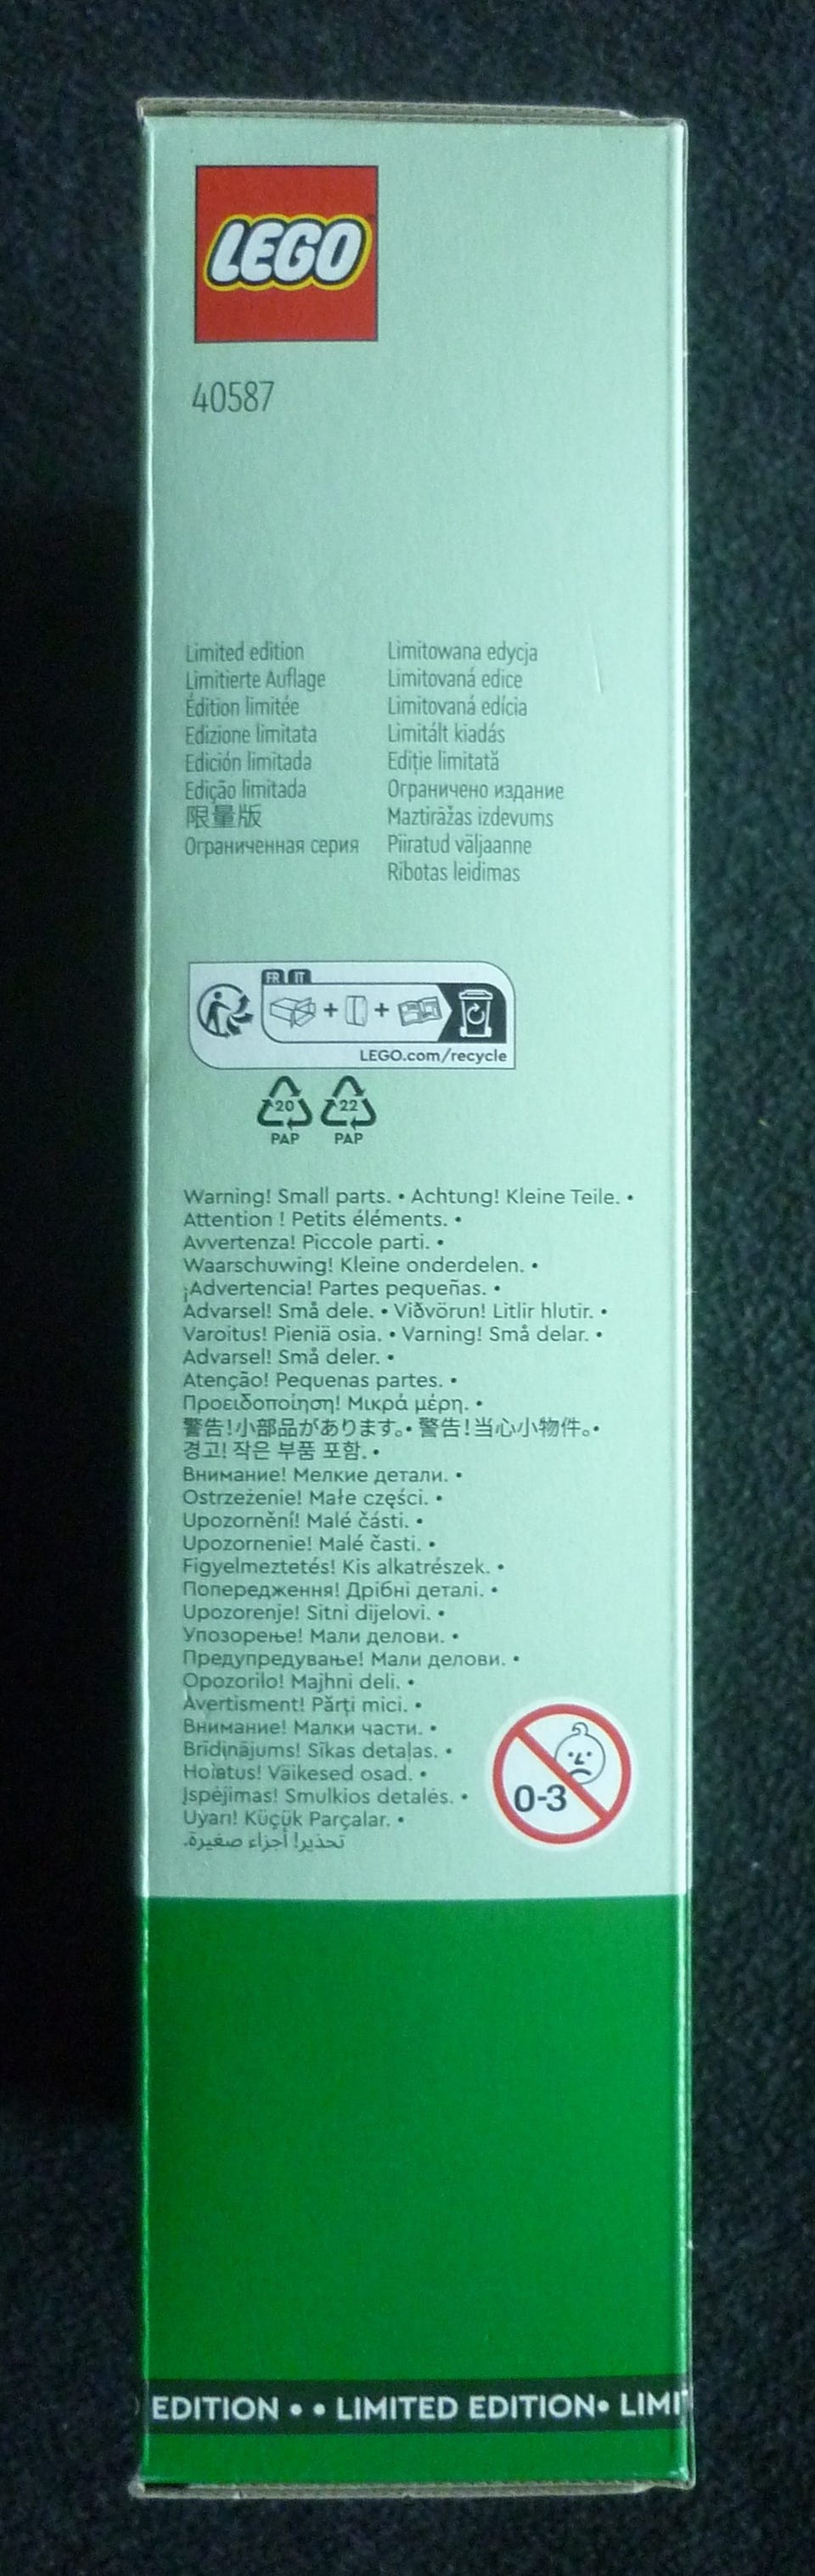 LEGO
40587
Limited edition
Limitierte Auflage
Édition limitée
Edizione limitata
Edición limitada
Edição limitada
限量版
Ограниченная серия
Limitowana edycja
Limitovaná edice
Limitovaná edícia
Limitált kiadás
Ediție limitată
Ограничено издание
Maztirāžas izdevums
Piiratud väljaanne
Ribotas leidimas
FR IT
+ +
LEGO.com/recycle
20 22
PAP PAP
Warning! Small parts. • Achtung! Kleine Teile. •
Attention ! Petits éléments. •
Avvertenza! Piccole parti. •
Waarschuwing! Kleine onderdelen. •
¡Advertencia! Partes pequeñas. •
Advarsel! Små dele. • Viðvörun! Litlir hlutir. •
Varoitus! Pieniä osia. • Varning! Små delar. •
Advarsel! Små deler. •
Atenção! Pequenas partes. •
Προειδοποίηση! Μικρά μέρη. •
警告!小部品があります。• 警告!当心小物件。•
경고! 작은 부품 포함. •
Внимание! Мелкие детали. •
Ostrzeżenie! Małe części. •
Upozornění! Malé části. •
Upozornenie! Malé časti. •
Figyelmeztetés! Kis alkatrészek. •
Попередження! Дрібні деталі. •
Upozorenje! Sitni dijelovi. •
Упозорење! Мали делови. •
Предупредување! Мали делови. •
Opozorilo! Majhni deli. •
Avertisment! Părți mici. •
Внимание! Малки части. •
Brīdinājums! Sīkas detaļas. •
Hoiatus! Väikesed osad. •
Įspėjimas! Smulkios detalės. •
Uyarı! Küçük Parçalar. •
تحذير! أجزاء صغيرة.
0-3
EDITION • • LIMITED EDITION• LIMIT